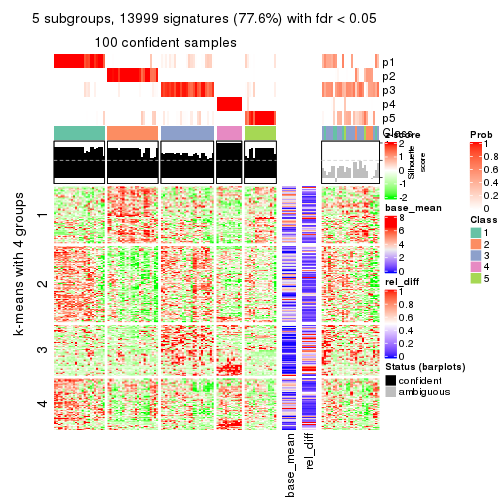 5 subgroups, 13999 signatures (77.6%) with fdr < 0.05
100 confident samples
p1
p2
p3
p4
p5
Class
k-means with 4 groups
1
2
3
4
Silhouette
score
z-score
2
1
0
-1
-2
base_mean
8
6
4
2
0
rel_diff
1
0.8
0.6
0.4
0.2
0
Status (barplots)
confident
ambiguous
Prob
1
0.8
0.6
0.4
0.2
0
Class
1
2
3
4
5
base_mean
rel_diff